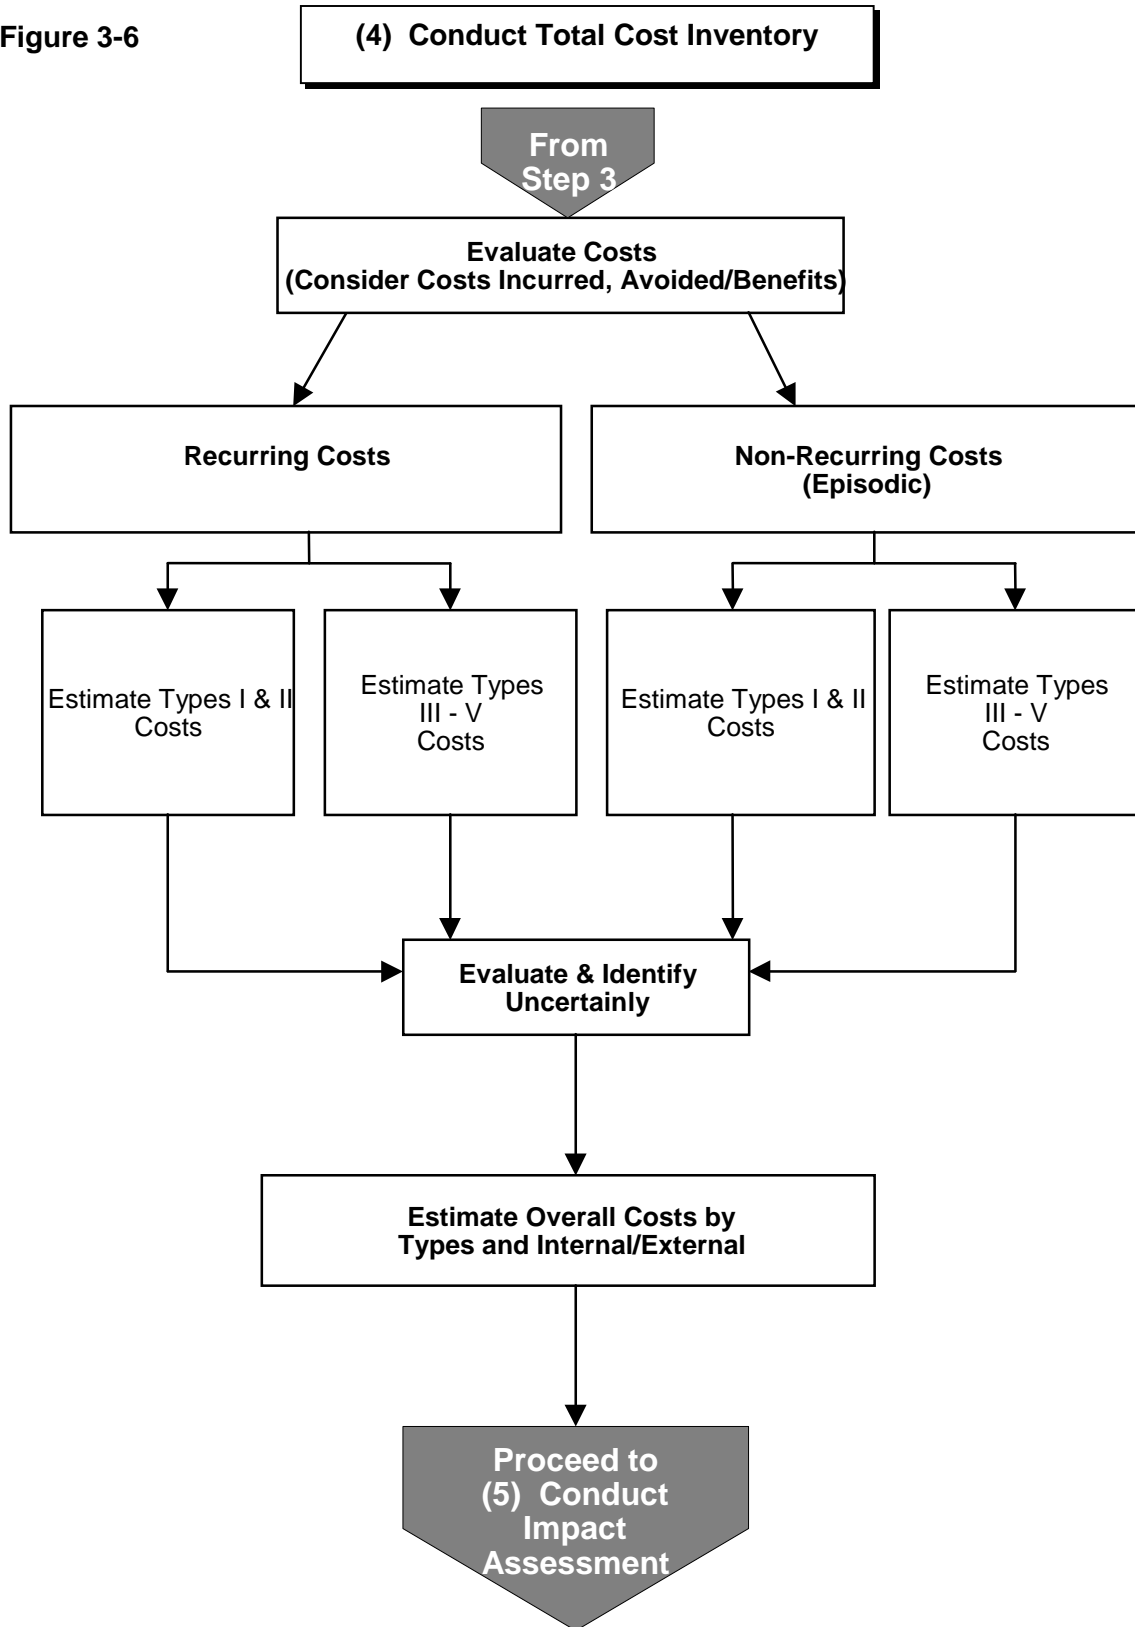 Figure 3-6
(4) Conduct Total Cost Inventory
From
Step 3
Evaluate Costs
(Consider Costs Incurred, Avoided/Benefits)
Recurring Costs
Non-Recurring Costs
(Episodic)
Estimate Types I & II
Costs
Estimate Types
III - V
Costs
Estimate Types I & II
Costs
Estimate Types
III - V
Costs
Evaluate & Identify
Uncertainly
Estimate Overall Costs by
Types and Internal/External
Proceed to
(5) Conduct
Impact
Assessment